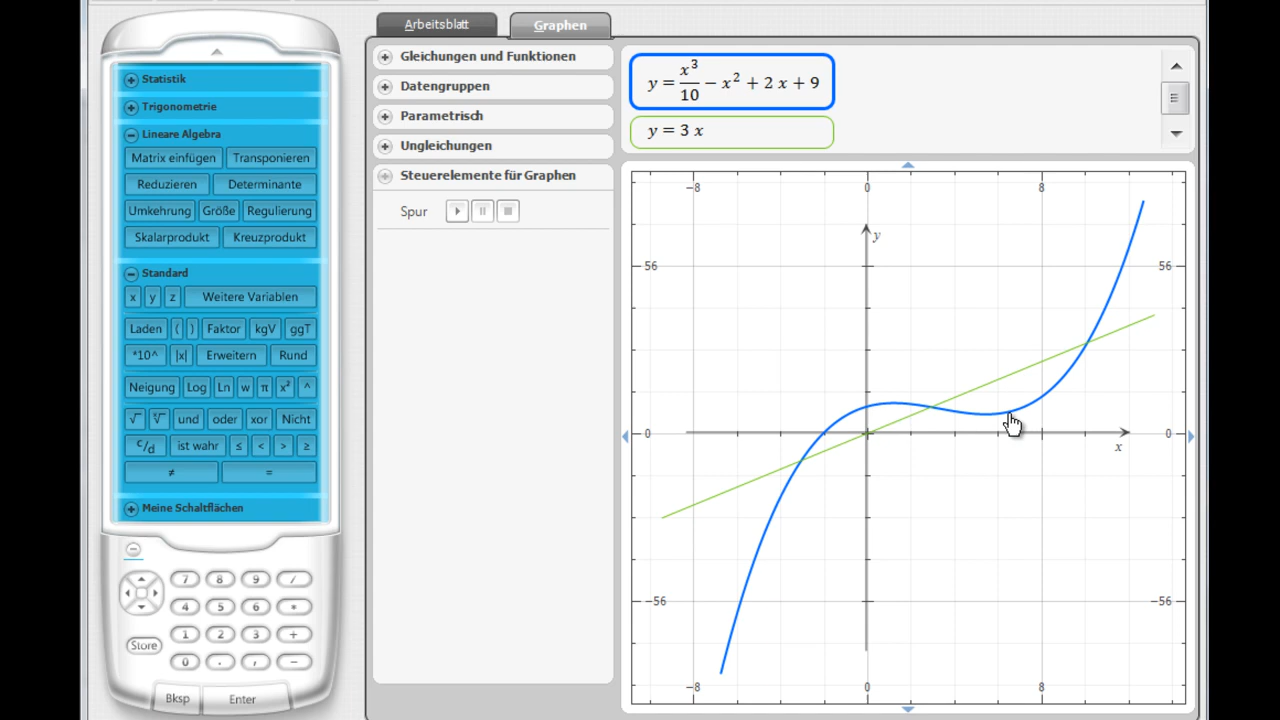 Arbeitsblatt
Graphen
Statistik
Trigonometrie
Lineare Algebra
Matrix einfügen Transponieren
Reduzieren Determinante
Umkehrung Größe Regulierung
Skalarprodukt Kreuzprodukt
Standard
x y z Weitere Variablen
Laden ( ) Faktor kgV ggT
*10^ |x| Erweitern Rund
Neigung Log Ln w π x² ^
√ ∜ und oder xor Nicht
c/d ist wahr ≤ < > ≥
≠ =
Meine Schaltflächen
7 8 9 /
4 5 6 *
Store 1 2 3 +
0 . , −
Bksp Enter
Gleichungen und Funktionen
Datengruppen
Parametrisch
Ungleichungen
Steuerelemente für Graphen
Spur
y = x³/10 − x² + 2 x + 9
y = 3 x
−8 0 8
y
56 56
0 0
x
−56 −56
−8 0 8